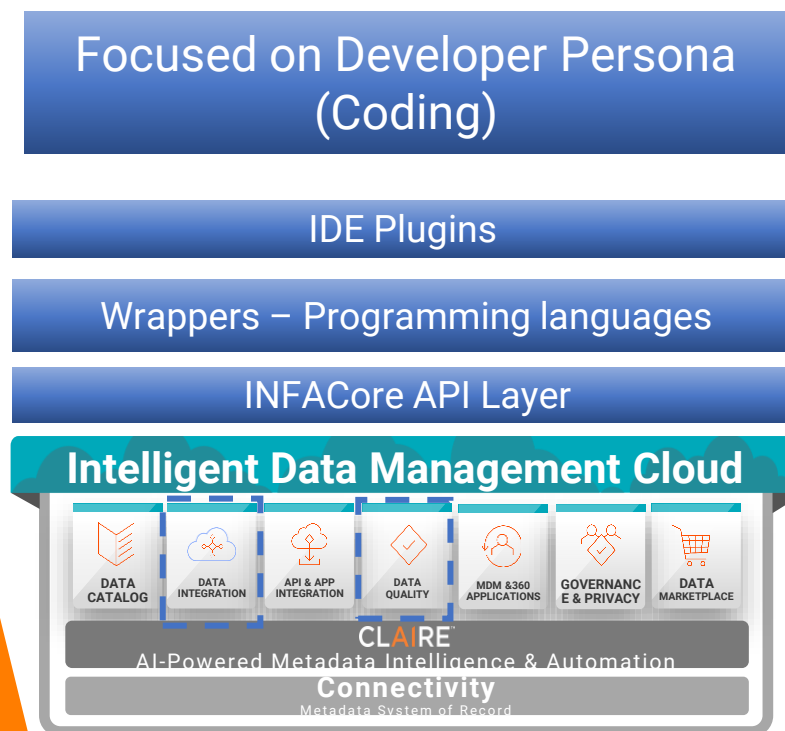 Focused on Developer Persona
(Coding)
IDE Plugins
Wrappers – Programming languages
INFACore API Layer
Intelligent Data Management Cloud
DATA
CATALOG
DATA
INTEGRATION
API & APP
INTEGRATION
DATA
QUALITY
MDM &360
APPLICATIONS
GOVERNANC
E & PRIVACY
DATA
MARKETPLACE
CLAIRE™
AI-Powered Metadata Intelligence & Automation
Connectivity
Metadata System of Record